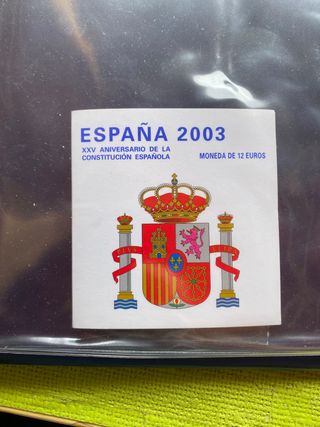 ESPAÑA 2003
XXV ANIVERSARIO DE LA
CONSTITUCIÓN ESPAÑOLA
MONEDA DE 12 EUROS